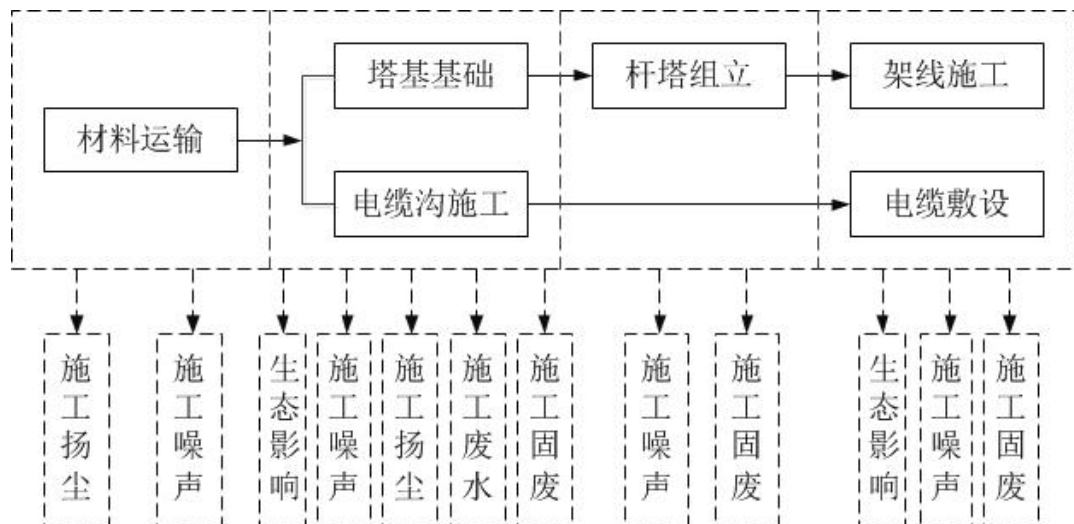 塔基基础
杆塔组立
架线施工
材料运输
电缆沟施工
电缆敷设
施工扬尘
施工噪声
生态影响
施工噪声
施工扬尘
施工废水
施工固废
施工噪声
施工固废
生态影响
施工噪声
施工固废